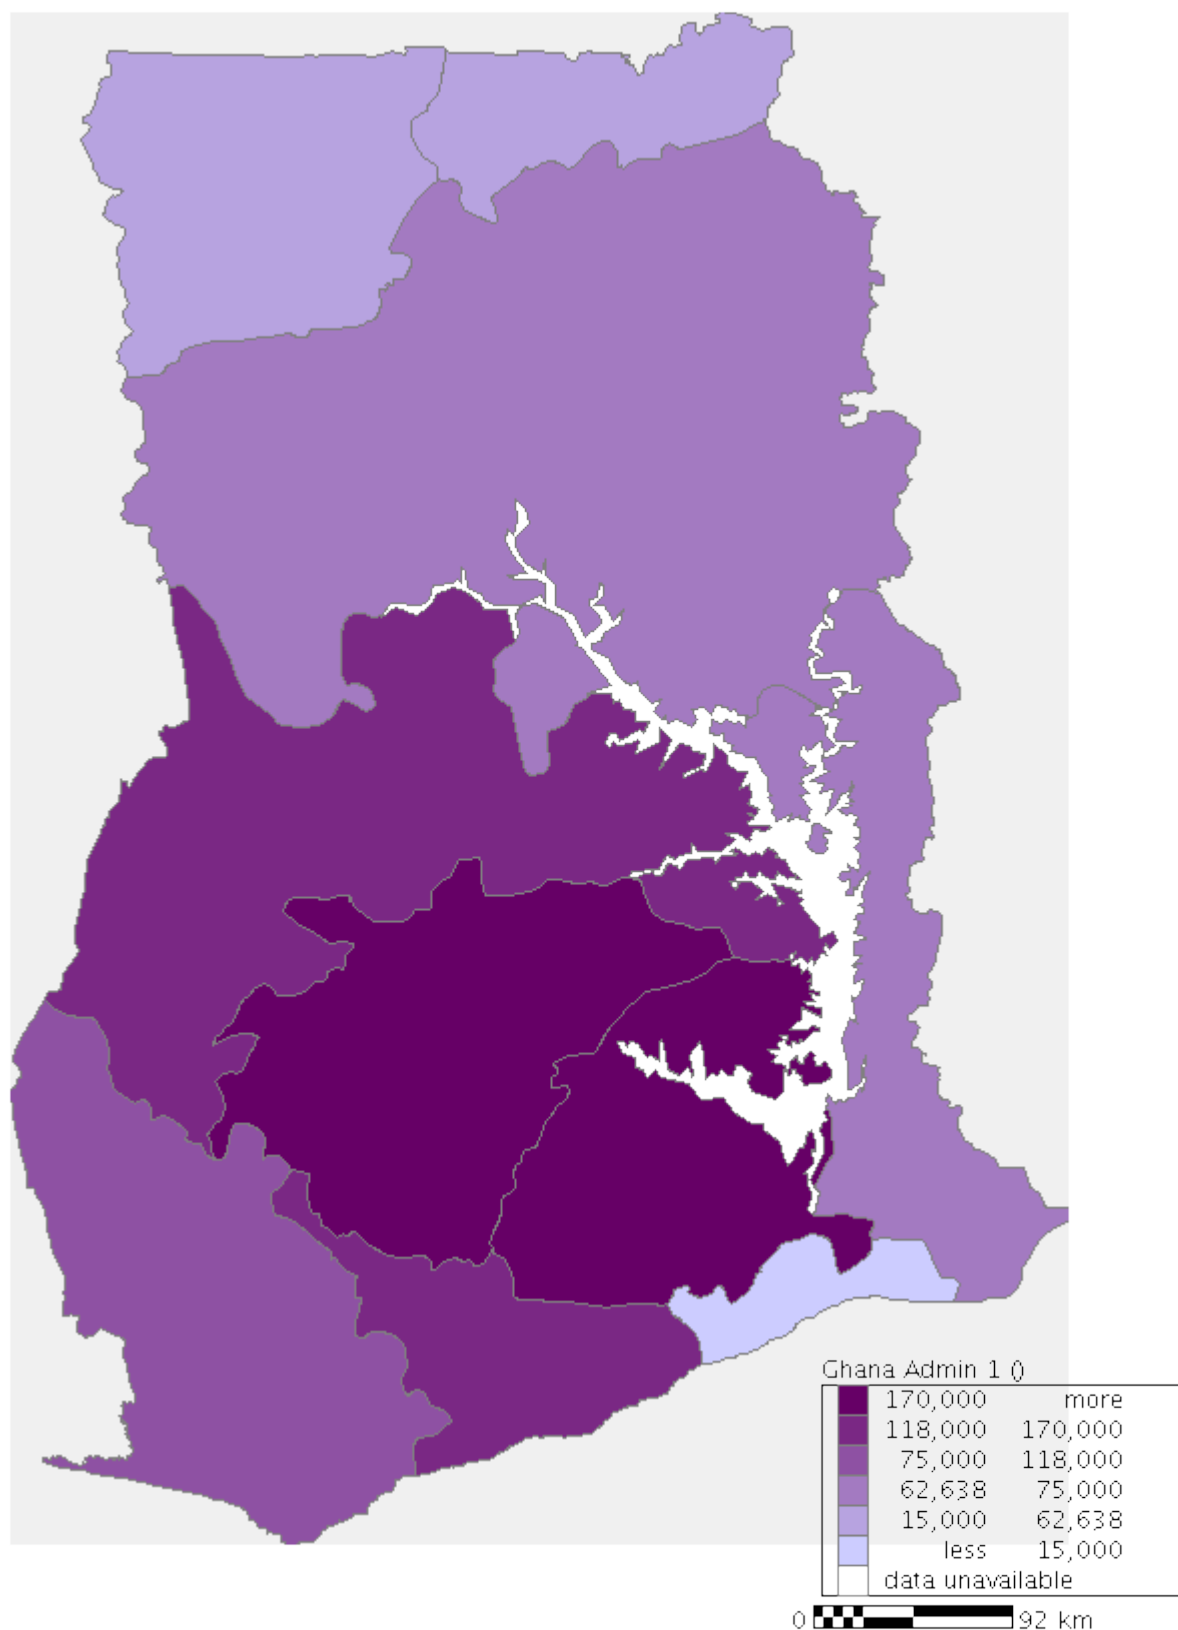 Ghana Admin 1 ()
170,000 more
118,000 170,000
75,000 118,000
62,638 75,000
15,000 62,638
less 15,000
data unavailable
0 92 km